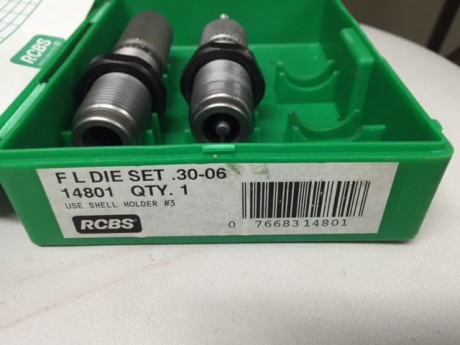 RCBS
F L DIE SET .30-06
14801 QTY. 1
USE SHELL HOLDER #3
RCBS
0 7668314801